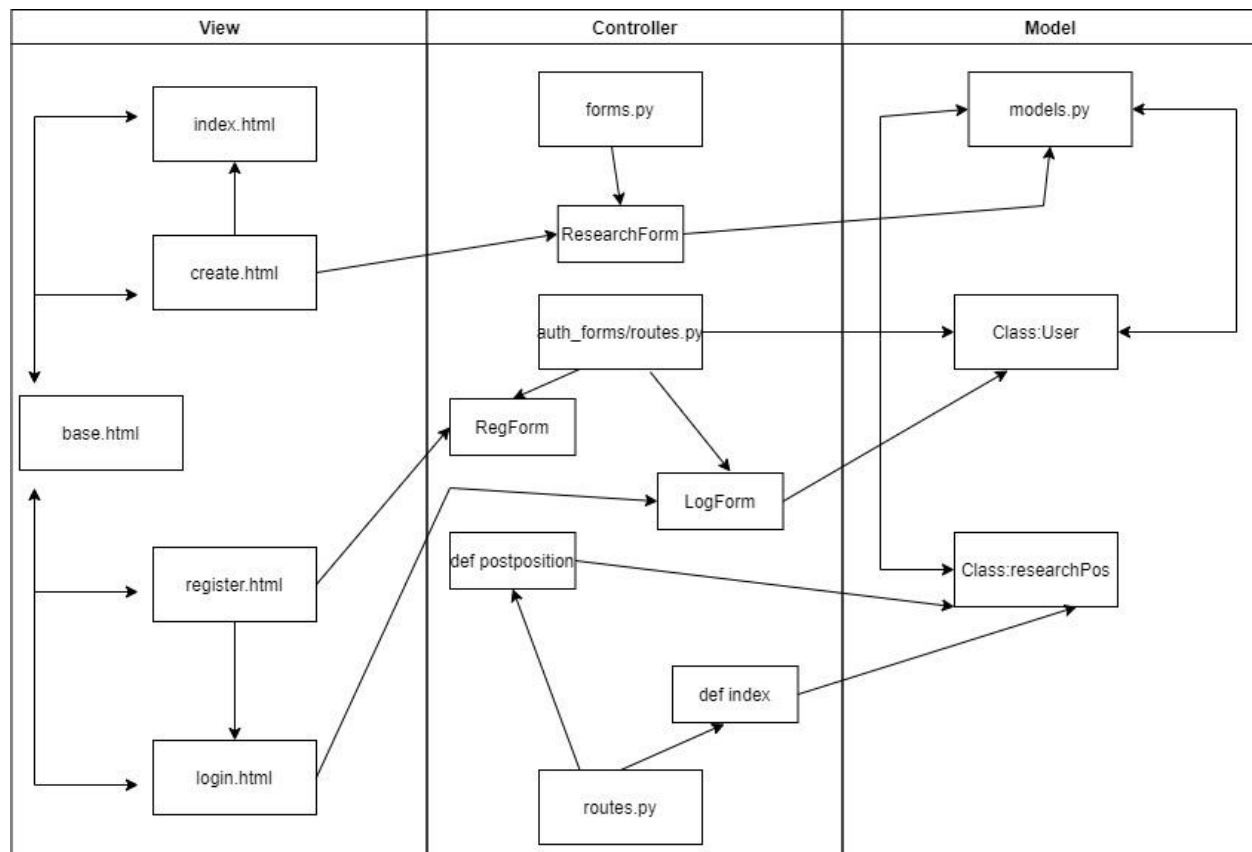 View
Controller
Model
index.html
forms.py
models.py
create.html
ResearchForm
auth_forms/routes.py
Class:User
base.html
RegForm
LogForm
register.html
def postposition
Class:researchPos
def index
login.html
routes.py